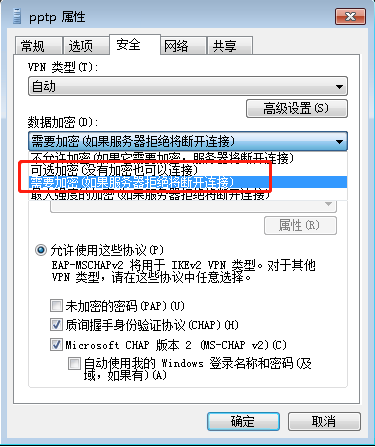 pptp 属性
常规
选项
安全
网络
共享
VPN 类型(T):
自动
高级设置(S)
数据加密(D):
需要加密(如果服务器拒绝将断开连接)
不允许加密(如果它需要加密，服务器将断开连接)
可选加密(没有加密也可以连接)
需要加密(如果服务器拒绝将断开连接)
最大强度的加密(如果服务器拒绝将断开连接)
属性(R)
允许使用这些协议(P)
EAP-MSCHAPv2 将用于 IKEv2 VPN 类型。对于其他
VPN 类型，请在这些协议中任意选择。
未加密的密码(PAP)(U)
质询握手身份验证协议(CHAP)(H)
Microsoft CHAP 版本 2 (MS-CHAP v2)(C)
自动使用我的 Windows 登录名称和密码(及
域，如果有)(A)
确定
取消